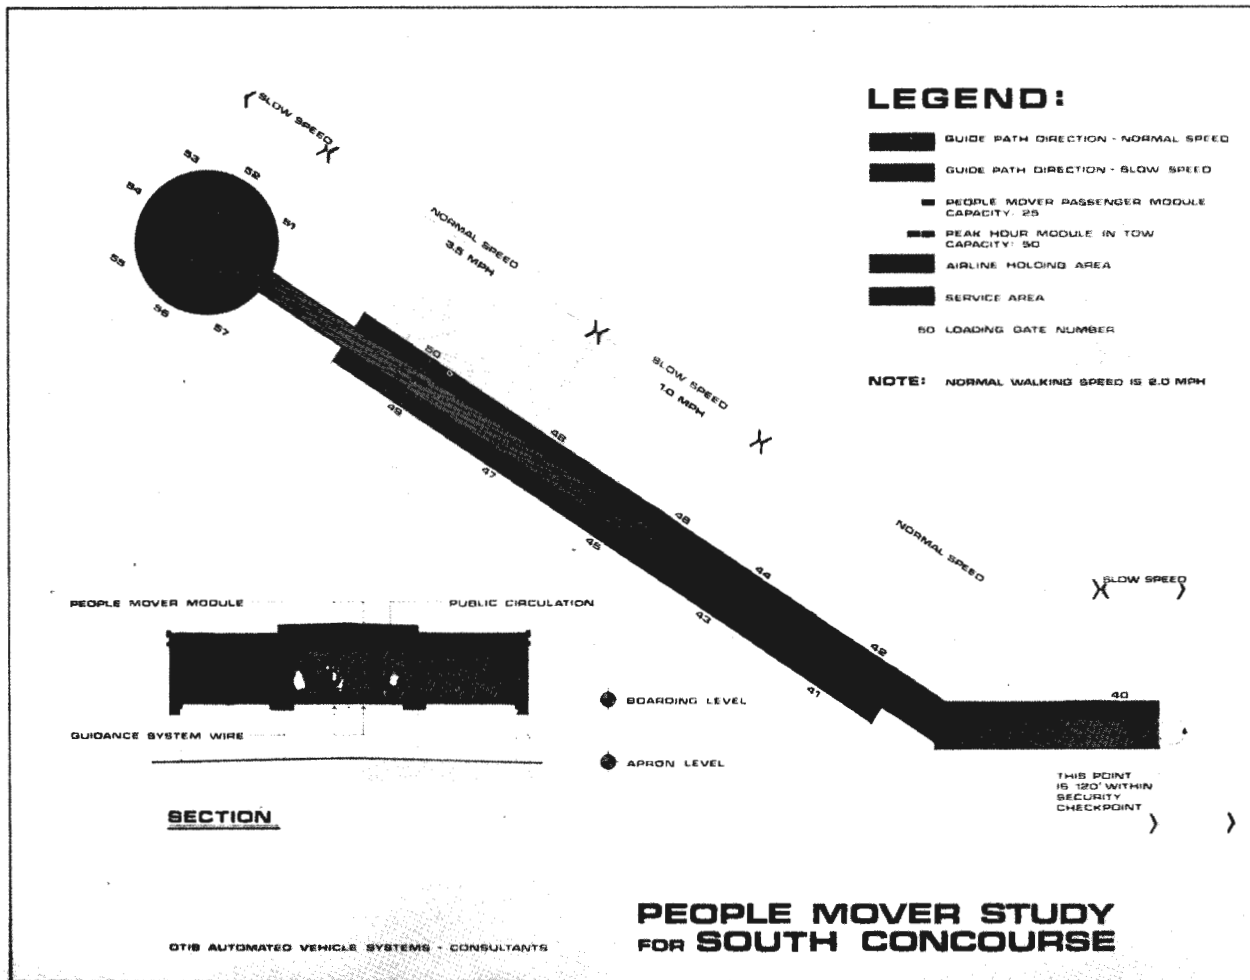 LEGEND:
GUIDE PATH DIRECTION - NORMAL SPEED
GUIDE PATH DIRECTION - SLOW SPEED
PEOPLE MOVER PASSENGER MODULE
CAPACITY: 25
PEAK HOUR MODULE IN TOW
CAPACITY: 50
AIRLINE HOLDING AREA
SERVICE AREA
50 LOADING GATE NUMBER
NOTE: NORMAL WALKING SPEED IS 2.0 MPH
SLOW SPEED
53
52
54
51
55
56
57
NORMAL SPEED
3.5 MPH
50
49
SLOW SPEED
1.0 MPH
48
47
46
45
44
43
NORMAL SPEED
42
41
SLOW SPEED
40
THIS POINT
IS 120' WITHIN
SECURITY
CHECKPOINT
PEOPLE MOVER MODULE
PUBLIC CIRCULATION
GUIDANCE SYSTEM WIRE
BOARDING LEVEL
APRON LEVEL
SECTION
OTIS AUTOMATED VEHICLE SYSTEMS - CONSULTANTS
PEOPLE MOVER STUDY
FOR SOUTH CONCOURSE